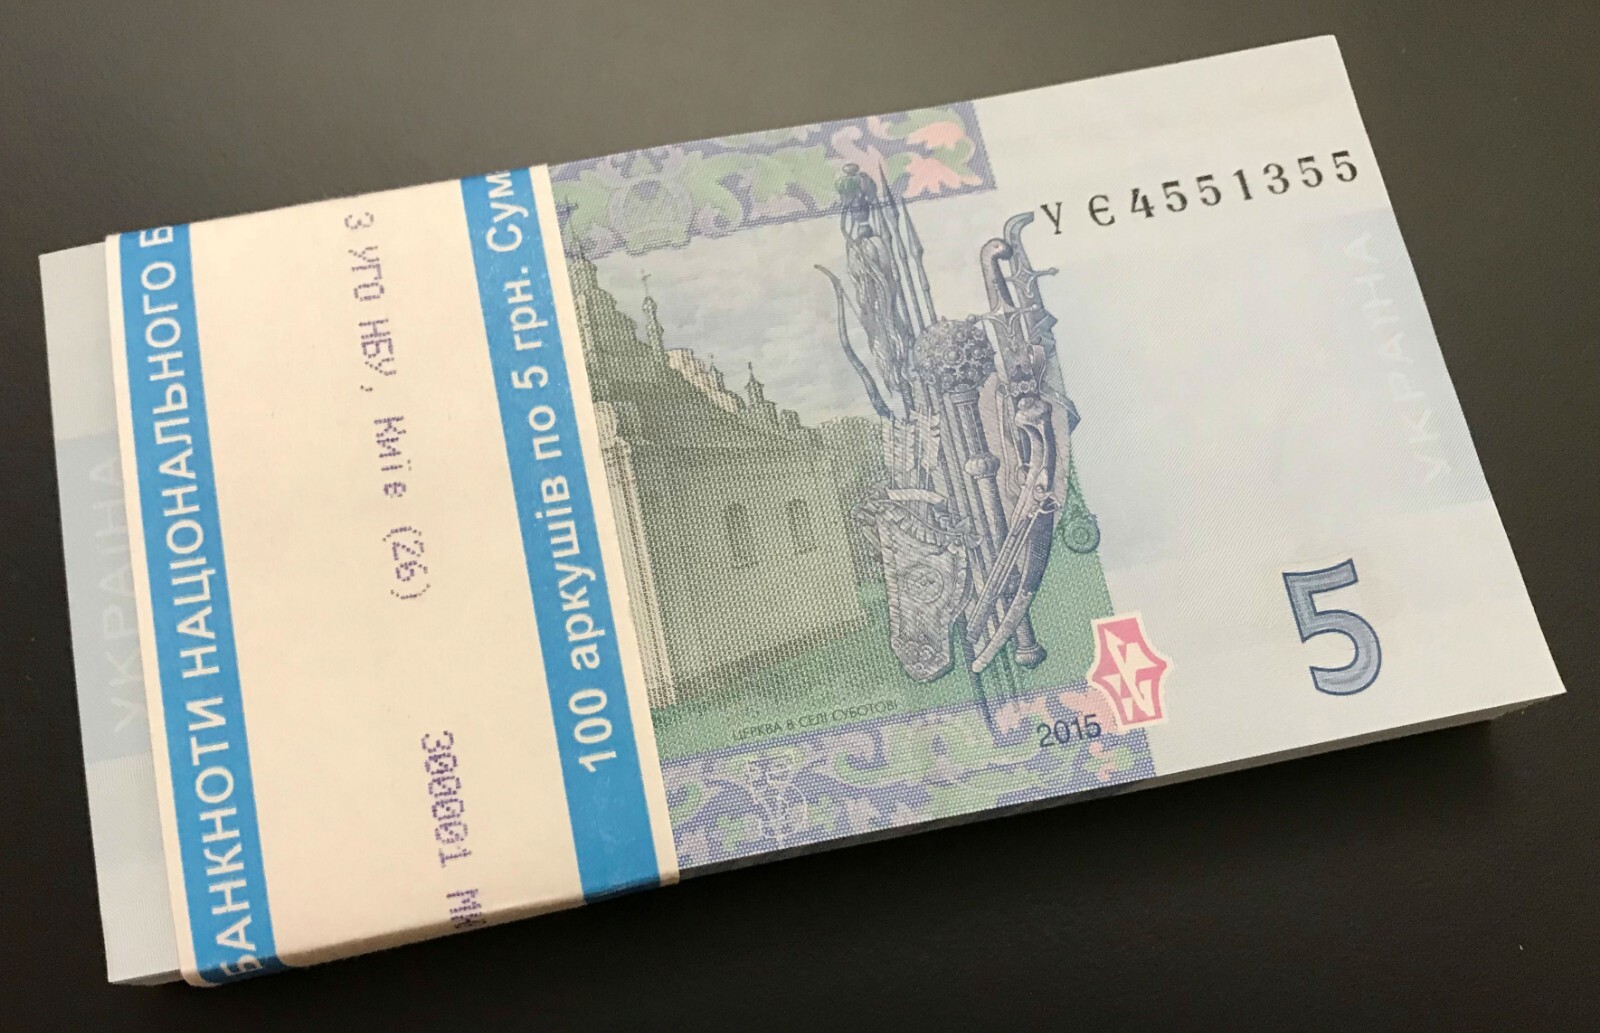 БАНКНОТИ НАЦІОНАЛЬНОГО Б
З УГО НБУ, Київ (26)
300001
100 аркушів по 5 грн. Сум
УЄ4551355
УКРАЇНА
УКРАЇНА
ЦЕРКВА В СЕЛІ СУБОТОВІ
2015
5